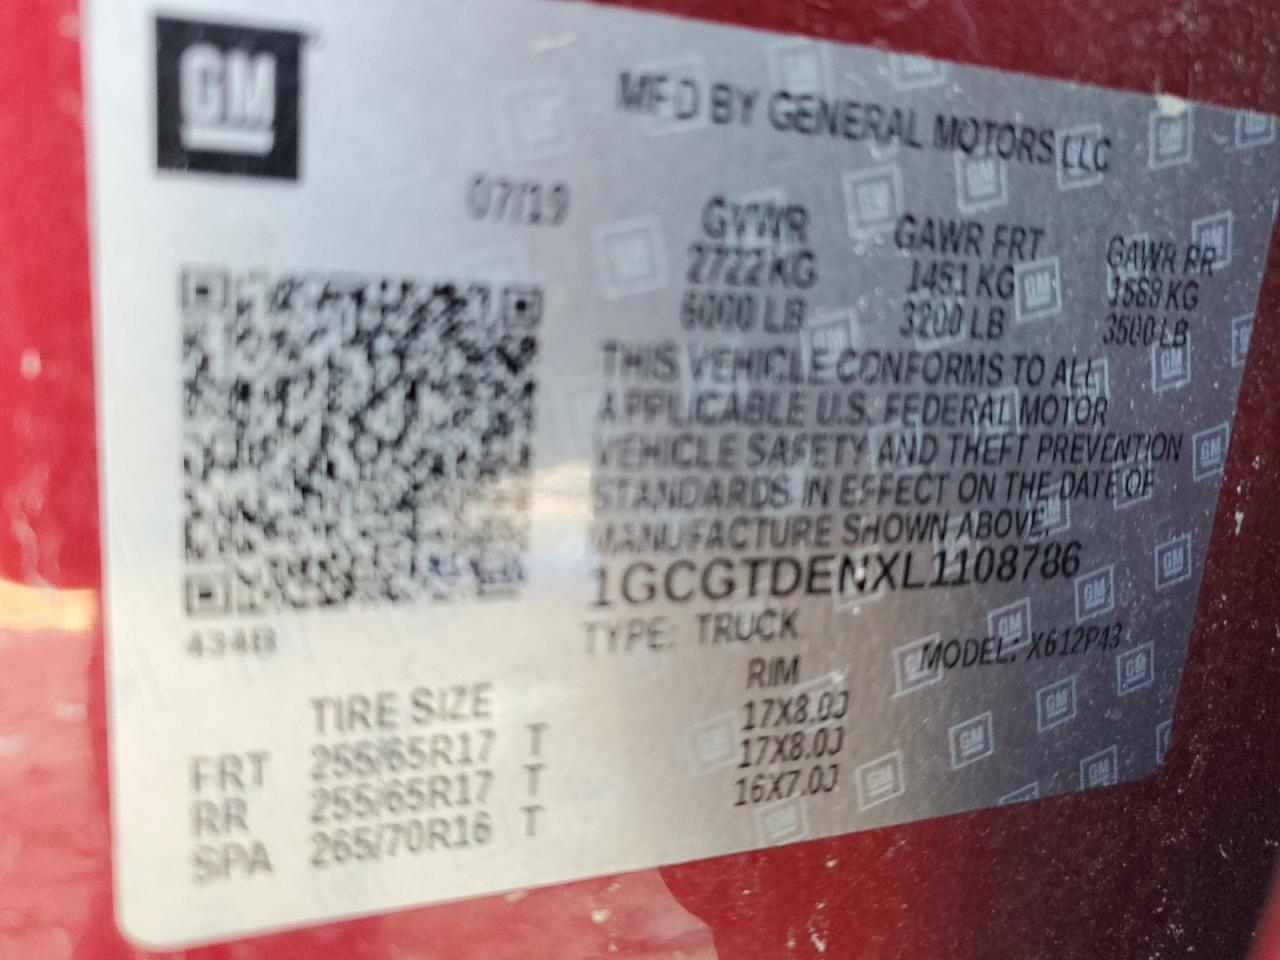 GM
MFD BY GENERAL MOTORS LLC
07/19
GVWR GAWR FRT GAWR RR
2722 KG 1451 KG 1588 KG
6000 LB 3200 LB 3500 LB
THIS VEHICLE CONFORMS TO ALL
APPLICABLE U.S. FEDERAL MOTOR
VEHICLE SAFETY AND THEFT PREVENTION
STANDARDS IN EFFECT ON THE DATE OF
MANUFACTURE SHOWN ABOVE.
1GCGTDENXL1108786
434B
TYPE: TRUCK MODEL: X612P43
TIRE SIZE RIM
FRT 255/65R17 T 17X8.0J
RR 255/65R17 T 17X8.0J
SPA 265/70R16 T 16X7.0J